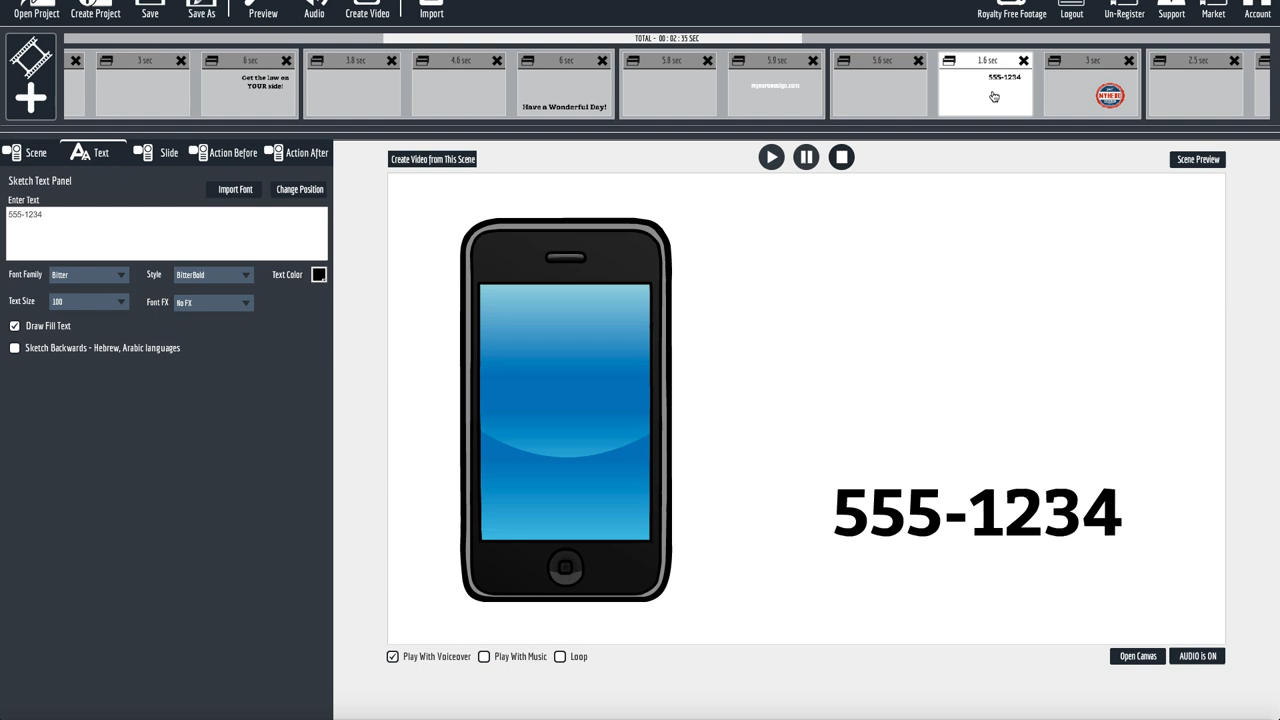 Open Project Create Project Save Save As Preview Audio Create Video Import Royalty Free Footage Logout Un-Register Support Market Account
TOTAL - 00:02:35 SEC
3 sec 6 sec 3.8 sec 4.6 sec 6 sec 5.8 sec 5.9 sec 5.6 sec 1.6 sec 3 sec 2.5 sec
Get the law on
YOUR side!
Have a Wonderful Day!
555-1234
Scene Text Slide Action Before Action After
Create Video from This Scene
Scene Preview
Sketch Text Panel
Import Font Change Position
Enter Text
555-1234
Font Family Bitter Style BitterBold Text Color
Text Size 100 Font FX No FX
Draw Fill Text
Sketch Backwards - Hebrew, Arabic languages
555-1234
Play With Voiceover Play With Music Loop
Open Canvas AUDIO is ON